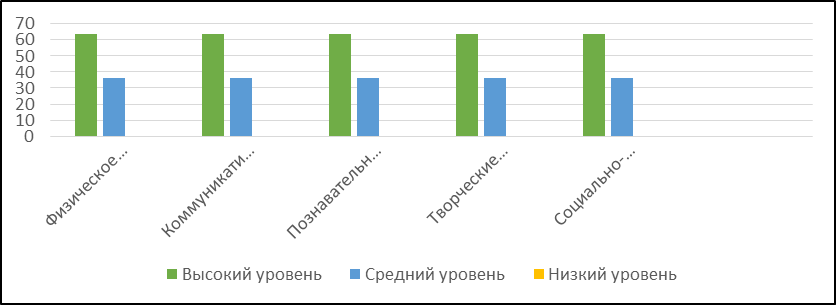 70
60
50
40
30
20
10
0
Физическое...
Коммуникати...
Познавательн...
Творческие...
Социально-...
Высокий уровень Средний уровень Низкий уровень